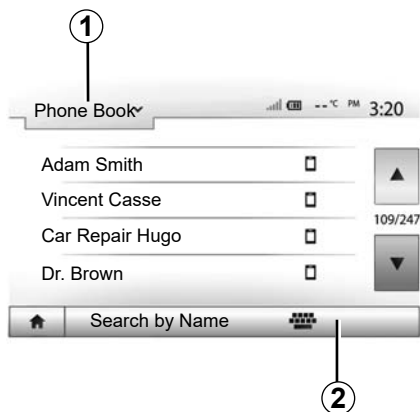 1
Phone Book
--°C PM 3:20
Adam Smith
Vincent Casse
109/247
Car Repair Hugo
Dr. Brown
Search by Name
2